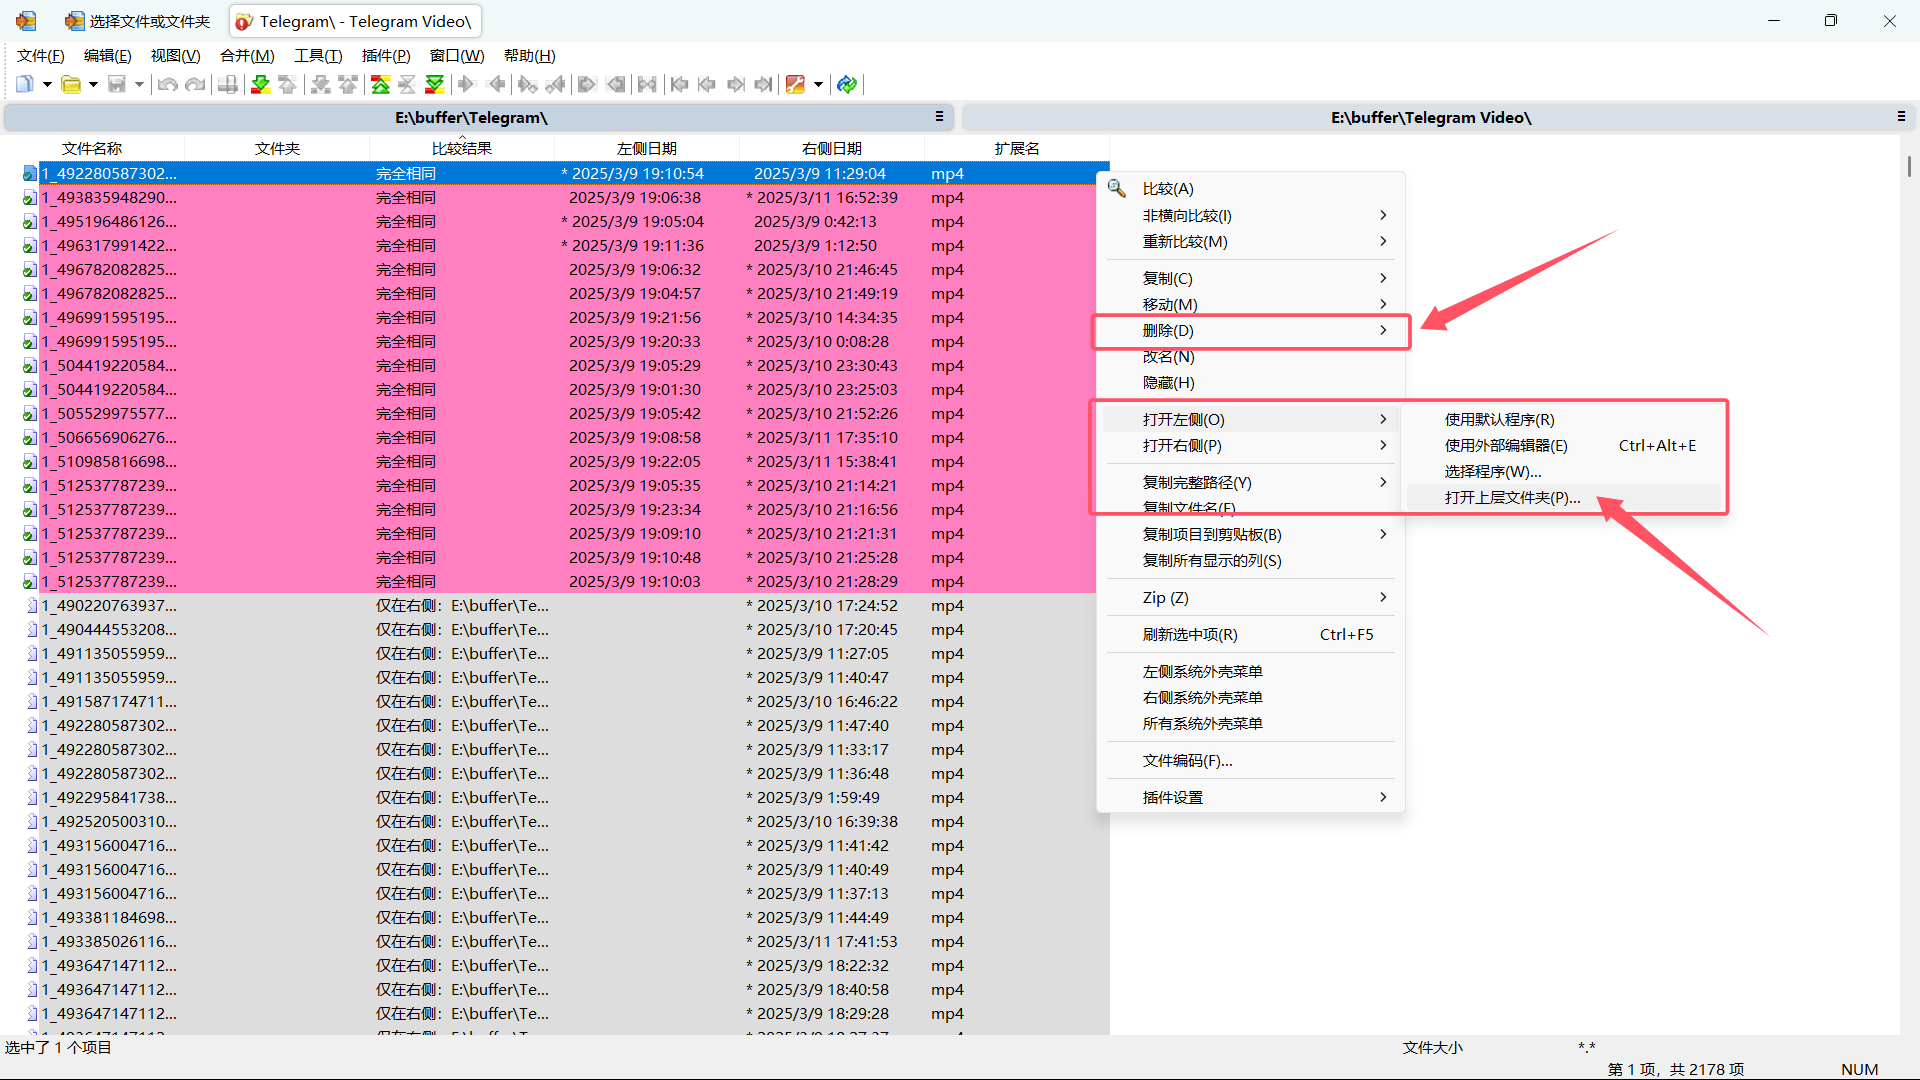 选择文件或文件夹
Telegram\ - Telegram Video\
文件(F) 编辑(E) 视图(V) 合并(M) 工具(T) 插件(P) 窗口(W) 帮助(H)
E:\buffer\Telegram\
E:\buffer\Telegram Video\
文件名称 文件夹 比较结果 左侧日期 右侧日期 扩展名
1_492280587302... 完全相同 * 2025/3/9 19:10:54 2025/3/9 11:29:04 mp4
1_493835948290... 完全相同 2025/3/9 19:06:38 * 2025/3/11 16:52:39 mp4
1_495196486126... 完全相同 * 2025/3/9 19:05:04 2025/3/9 0:42:13 mp4
1_496317991422... 完全相同 * 2025/3/9 19:11:36 2025/3/9 1:12:50 mp4
1_496782082825... 完全相同 2025/3/9 19:06:32 * 2025/3/10 21:46:45 mp4
1_496782082825... 完全相同 2025/3/9 19:04:57 * 2025/3/10 21:49:19 mp4
1_496991595195... 完全相同 2025/3/9 19:21:56 * 2025/3/10 14:34:35 mp4
1_496991595195... 完全相同 2025/3/9 19:20:33 * 2025/3/10 0:08:28 mp4
1_504419220584... 完全相同 2025/3/9 19:05:29 * 2025/3/10 23:30:43 mp4
1_504419220584... 完全相同 2025/3/9 19:01:30 * 2025/3/10 23:25:03 mp4
1_505529975577... 完全相同 2025/3/9 19:05:42 * 2025/3/10 21:52:26 mp4
1_506656906276... 完全相同 2025/3/9 19:08:58 * 2025/3/11 17:35:10 mp4
1_510985816698... 完全相同 2025/3/9 19:22:05 * 2025/3/11 15:38:41 mp4
1_512537787239... 完全相同 2025/3/9 19:05:35 * 2025/3/10 21:14:21 mp4
1_512537787239... 完全相同 2025/3/9 19:23:34 * 2025/3/10 21:16:56 mp4
1_512537787239... 完全相同 2025/3/9 19:09:10 * 2025/3/10 21:21:31 mp4
1_512537787239... 完全相同 2025/3/9 19:10:48 * 2025/3/10 21:25:28 mp4
1_512537787239... 完全相同 2025/3/9 19:10:03 * 2025/3/10 21:28:29 mp4
1_490220763937... 仅在右侧: E:\buffer\Te... * 2025/3/10 17:24:52 mp4
1_490444553208... 仅在右侧: E:\buffer\Te... * 2025/3/10 17:20:45 mp4
1_491135055959... 仅在右侧: E:\buffer\Te... * 2025/3/9 11:27:05 mp4
1_491135055959... 仅在右侧: E:\buffer\Te... * 2025/3/9 11:40:47 mp4
1_491587174711... 仅在右侧: E:\buffer\Te... * 2025/3/10 16:46:22 mp4
1_492280587302... 仅在右侧: E:\buffer\Te... * 2025/3/9 11:47:40 mp4
1_492280587302... 仅在右侧: E:\buffer\Te... * 2025/3/9 11:33:17 mp4
1_492280587302... 仅在右侧: E:\buffer\Te... * 2025/3/9 11:36:48 mp4
1_492295841738... 仅在右侧: E:\buffer\Te... * 2025/3/9 1:59:49 mp4
1_492520500310... 仅在右侧: E:\buffer\Te... * 2025/3/10 16:39:38 mp4
1_493156004716... 仅在右侧: E:\buffer\Te... * 2025/3/9 11:41:42 mp4
1_493156004716... 仅在右侧: E:\buffer\Te... * 2025/3/9 11:40:49 mp4
1_493156004716... 仅在右侧: E:\buffer\Te... * 2025/3/9 11:37:13 mp4
1_493381184698... 仅在右侧: E:\buffer\Te... * 2025/3/9 11:44:49 mp4
1_493385026116... 仅在右侧: E:\buffer\Te... * 2025/3/11 17:41:53 mp4
1_493647147112... 仅在右侧: E:\buffer\Te... * 2025/3/9 18:22:32 mp4
1_493647147112... 仅在右侧: E:\buffer\Te... * 2025/3/9 18:40:58 mp4
1_493647147112... 仅在右侧: E:\buffer\Te... * 2025/3/9 18:29:28 mp4
比较(A)
非横向比较(I)
重新比较(M)
复制(C)
移动(M)
删除(D)
改名(N)
隐藏(H)
打开左侧(O)
打开右侧(P)
复制完整路径(Y)
复制文件名(F)
复制项目到剪贴板(B)
复制所有显示的列(S)
Zip (Z)
刷新选中项(R) Ctrl+F5
左侧系统外壳菜单
右侧系统外壳菜单
所有系统外壳菜单
文件编码(F)...
插件设置
使用默认程序(R)
使用外部编辑器(E) Ctrl+Alt+E
选择程序(W)...
打开上层文件夹(P)...
选中了 1 个项目
文件大小
*.*
第 1 项，共 2178 项
NUM